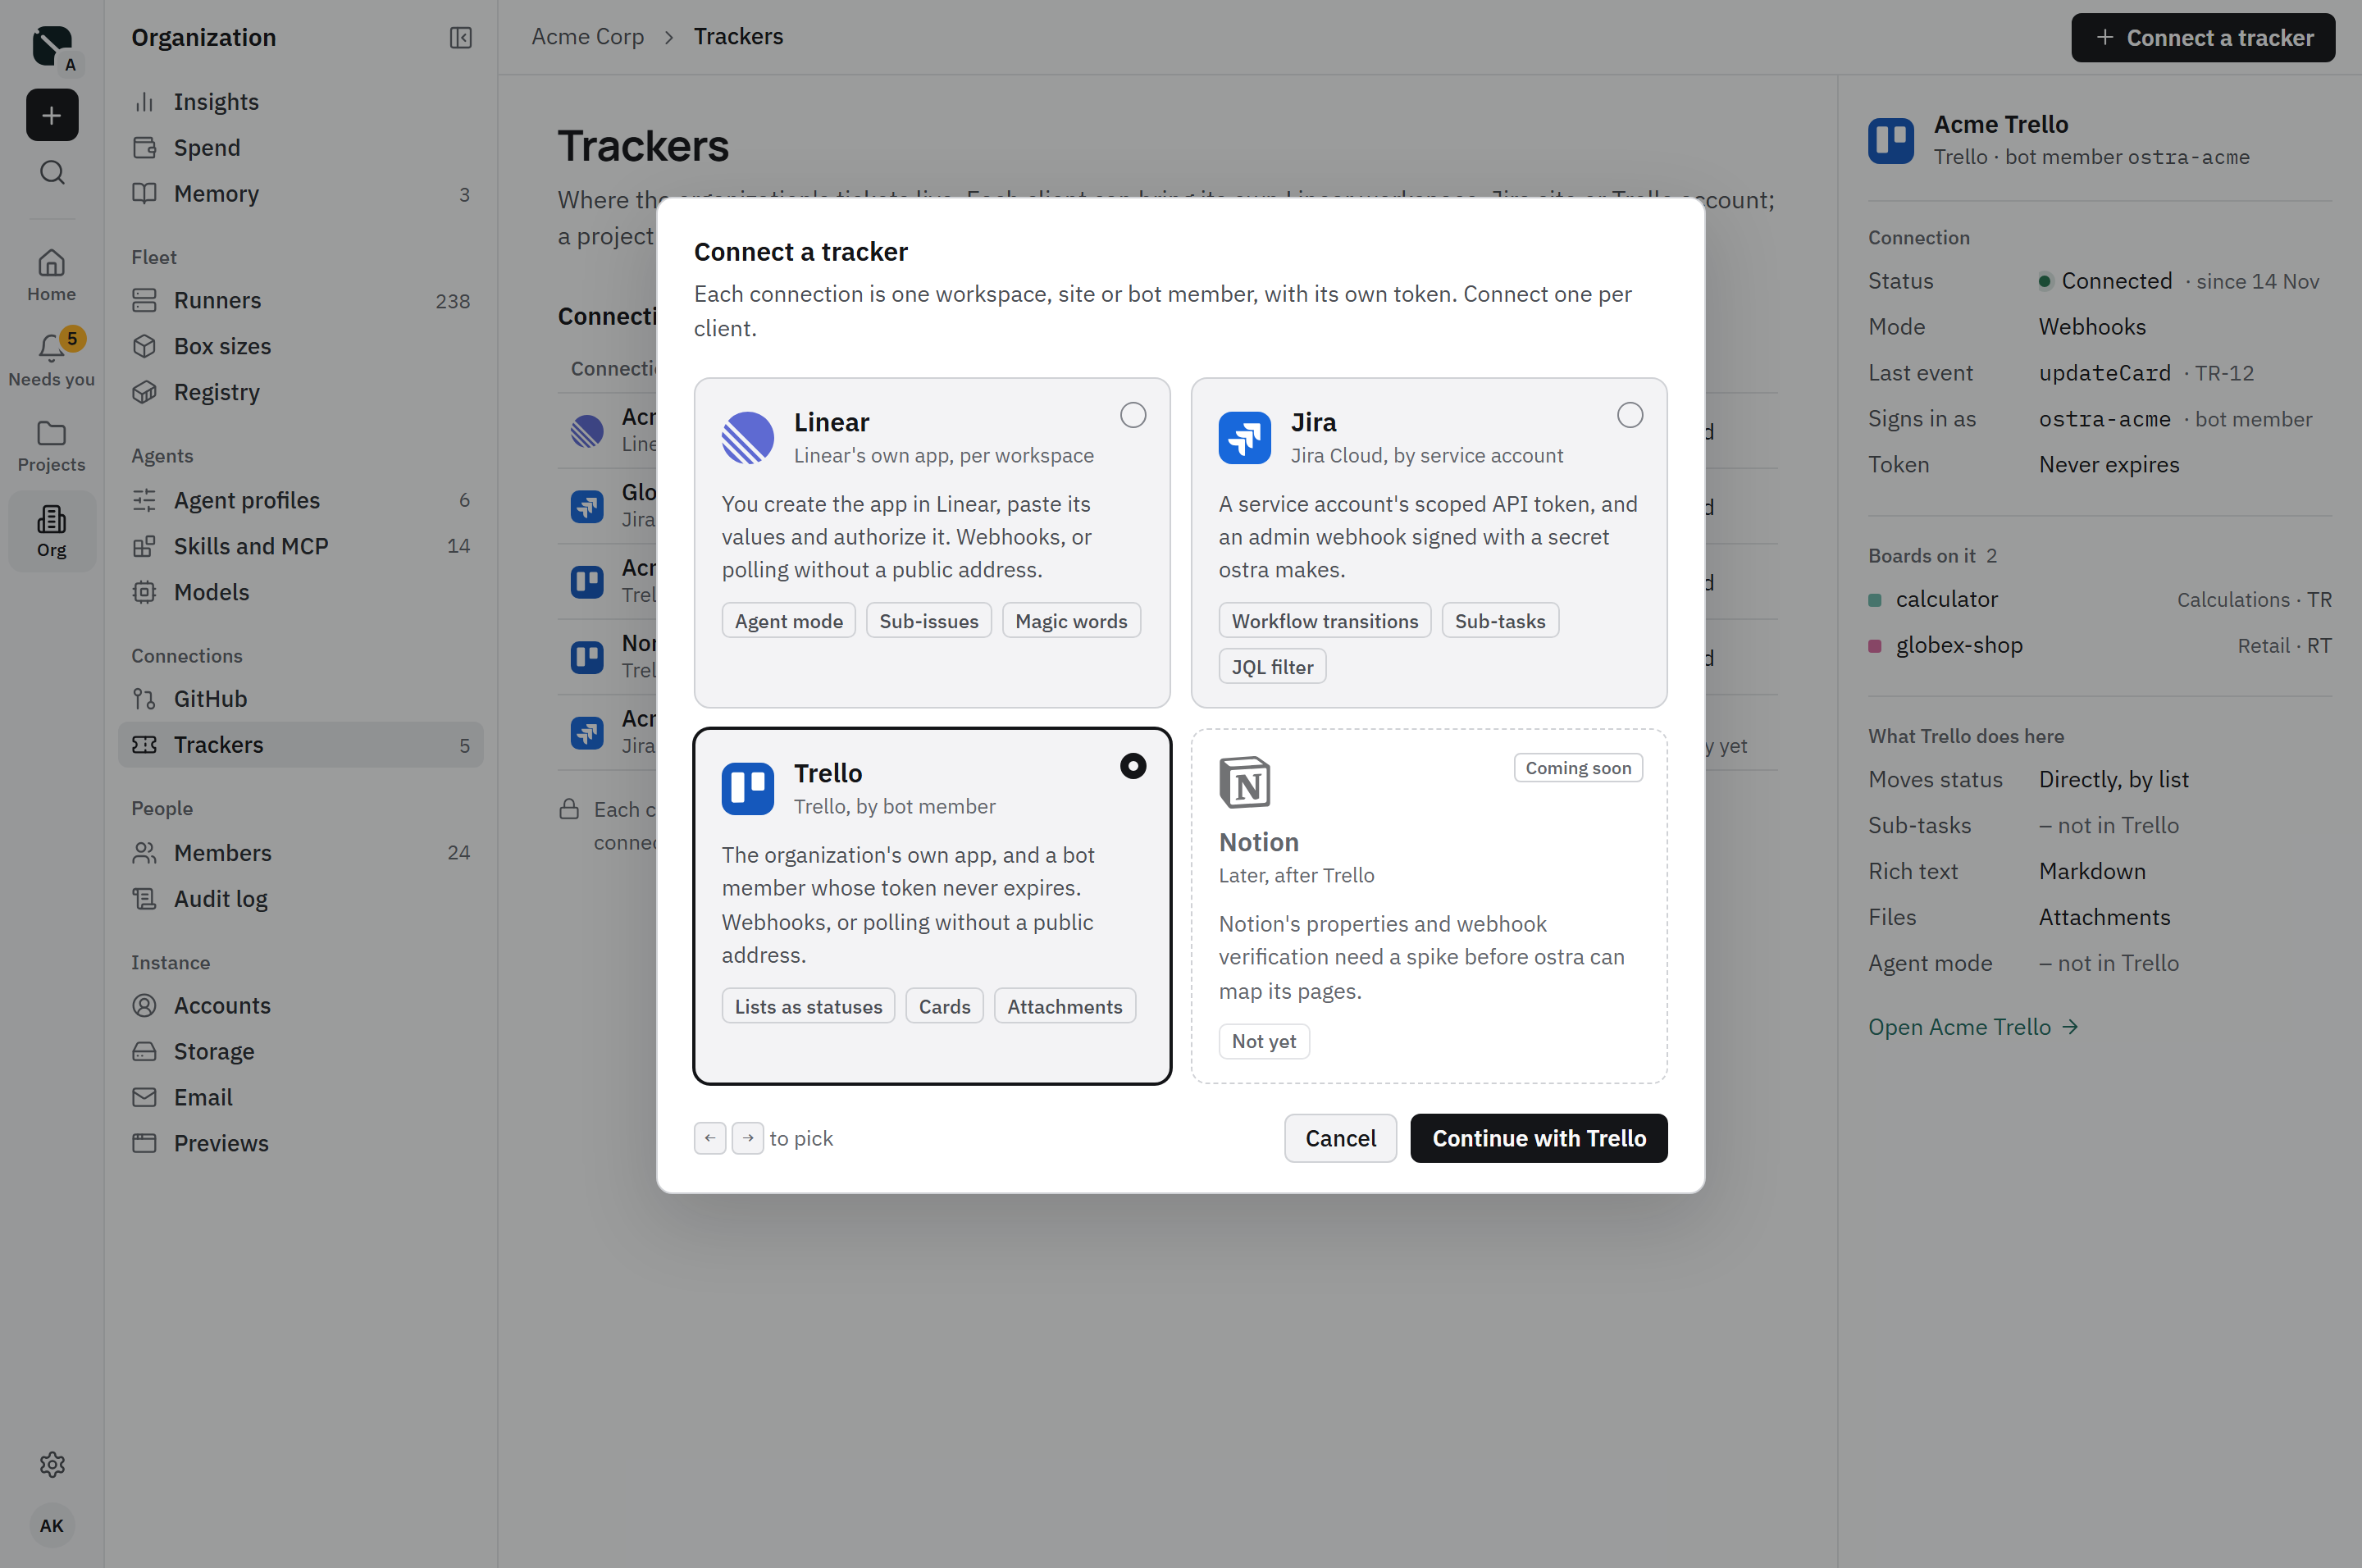 A
Home
5
Needs you
Projects
Org
AK
Organization
Insights
Spend
Memory 3
Fleet
Runners 238
Box sizes
Registry
Agents
Agent profiles 6
Skills and MCP 14
Models
Connections
GitHub
Trackers 5
People
Members 24
Audit log
Instance
Accounts
Storage
Email
Previews
Acme Corp > Trackers
+ Connect a tracker
Trackers
Where the
a project
Connect a tracker
Each connection is one workspace, site or bot member, with its own token. Connect one per
client.
Linear
Linear's own app, per workspace
You create the app in Linear, paste its
values and authorize it. Webhooks, or
polling without a public address.
Agent mode Sub-issues Magic words
Jira
Jira Cloud, by service account
A service account's scoped API token, and
an admin webhook signed with a secret
ostra makes.
Workflow transitions Sub-tasks
JQL filter
Trello
Trello, by bot member
The organization's own app, and a bot
member whose token never expires.
Webhooks, or polling without a public
address.
Lists as statuses Cards Attachments
Coming soon
Notion
Later, after Trello
Notion's properties and webhook
verification need a spike before ostra can
map its pages.
Not yet
← → to pick
Cancel
Continue with Trello
Acme Trello
Trello · bot member ostra-acme
Connection
Status Connected · since 14 Nov
Mode Webhooks
Last event updateCard · TR-12
Signs in as ostra-acme · bot member
Token Never expires
Boards on it 2
calculator Calculations · TR
globex-shop Retail · RT
What Trello does here
Moves status Directly, by list
Sub-tasks – not in Trello
Rich text Markdown
Files Attachments
Agent mode – not in Trello
Open Acme Trello →